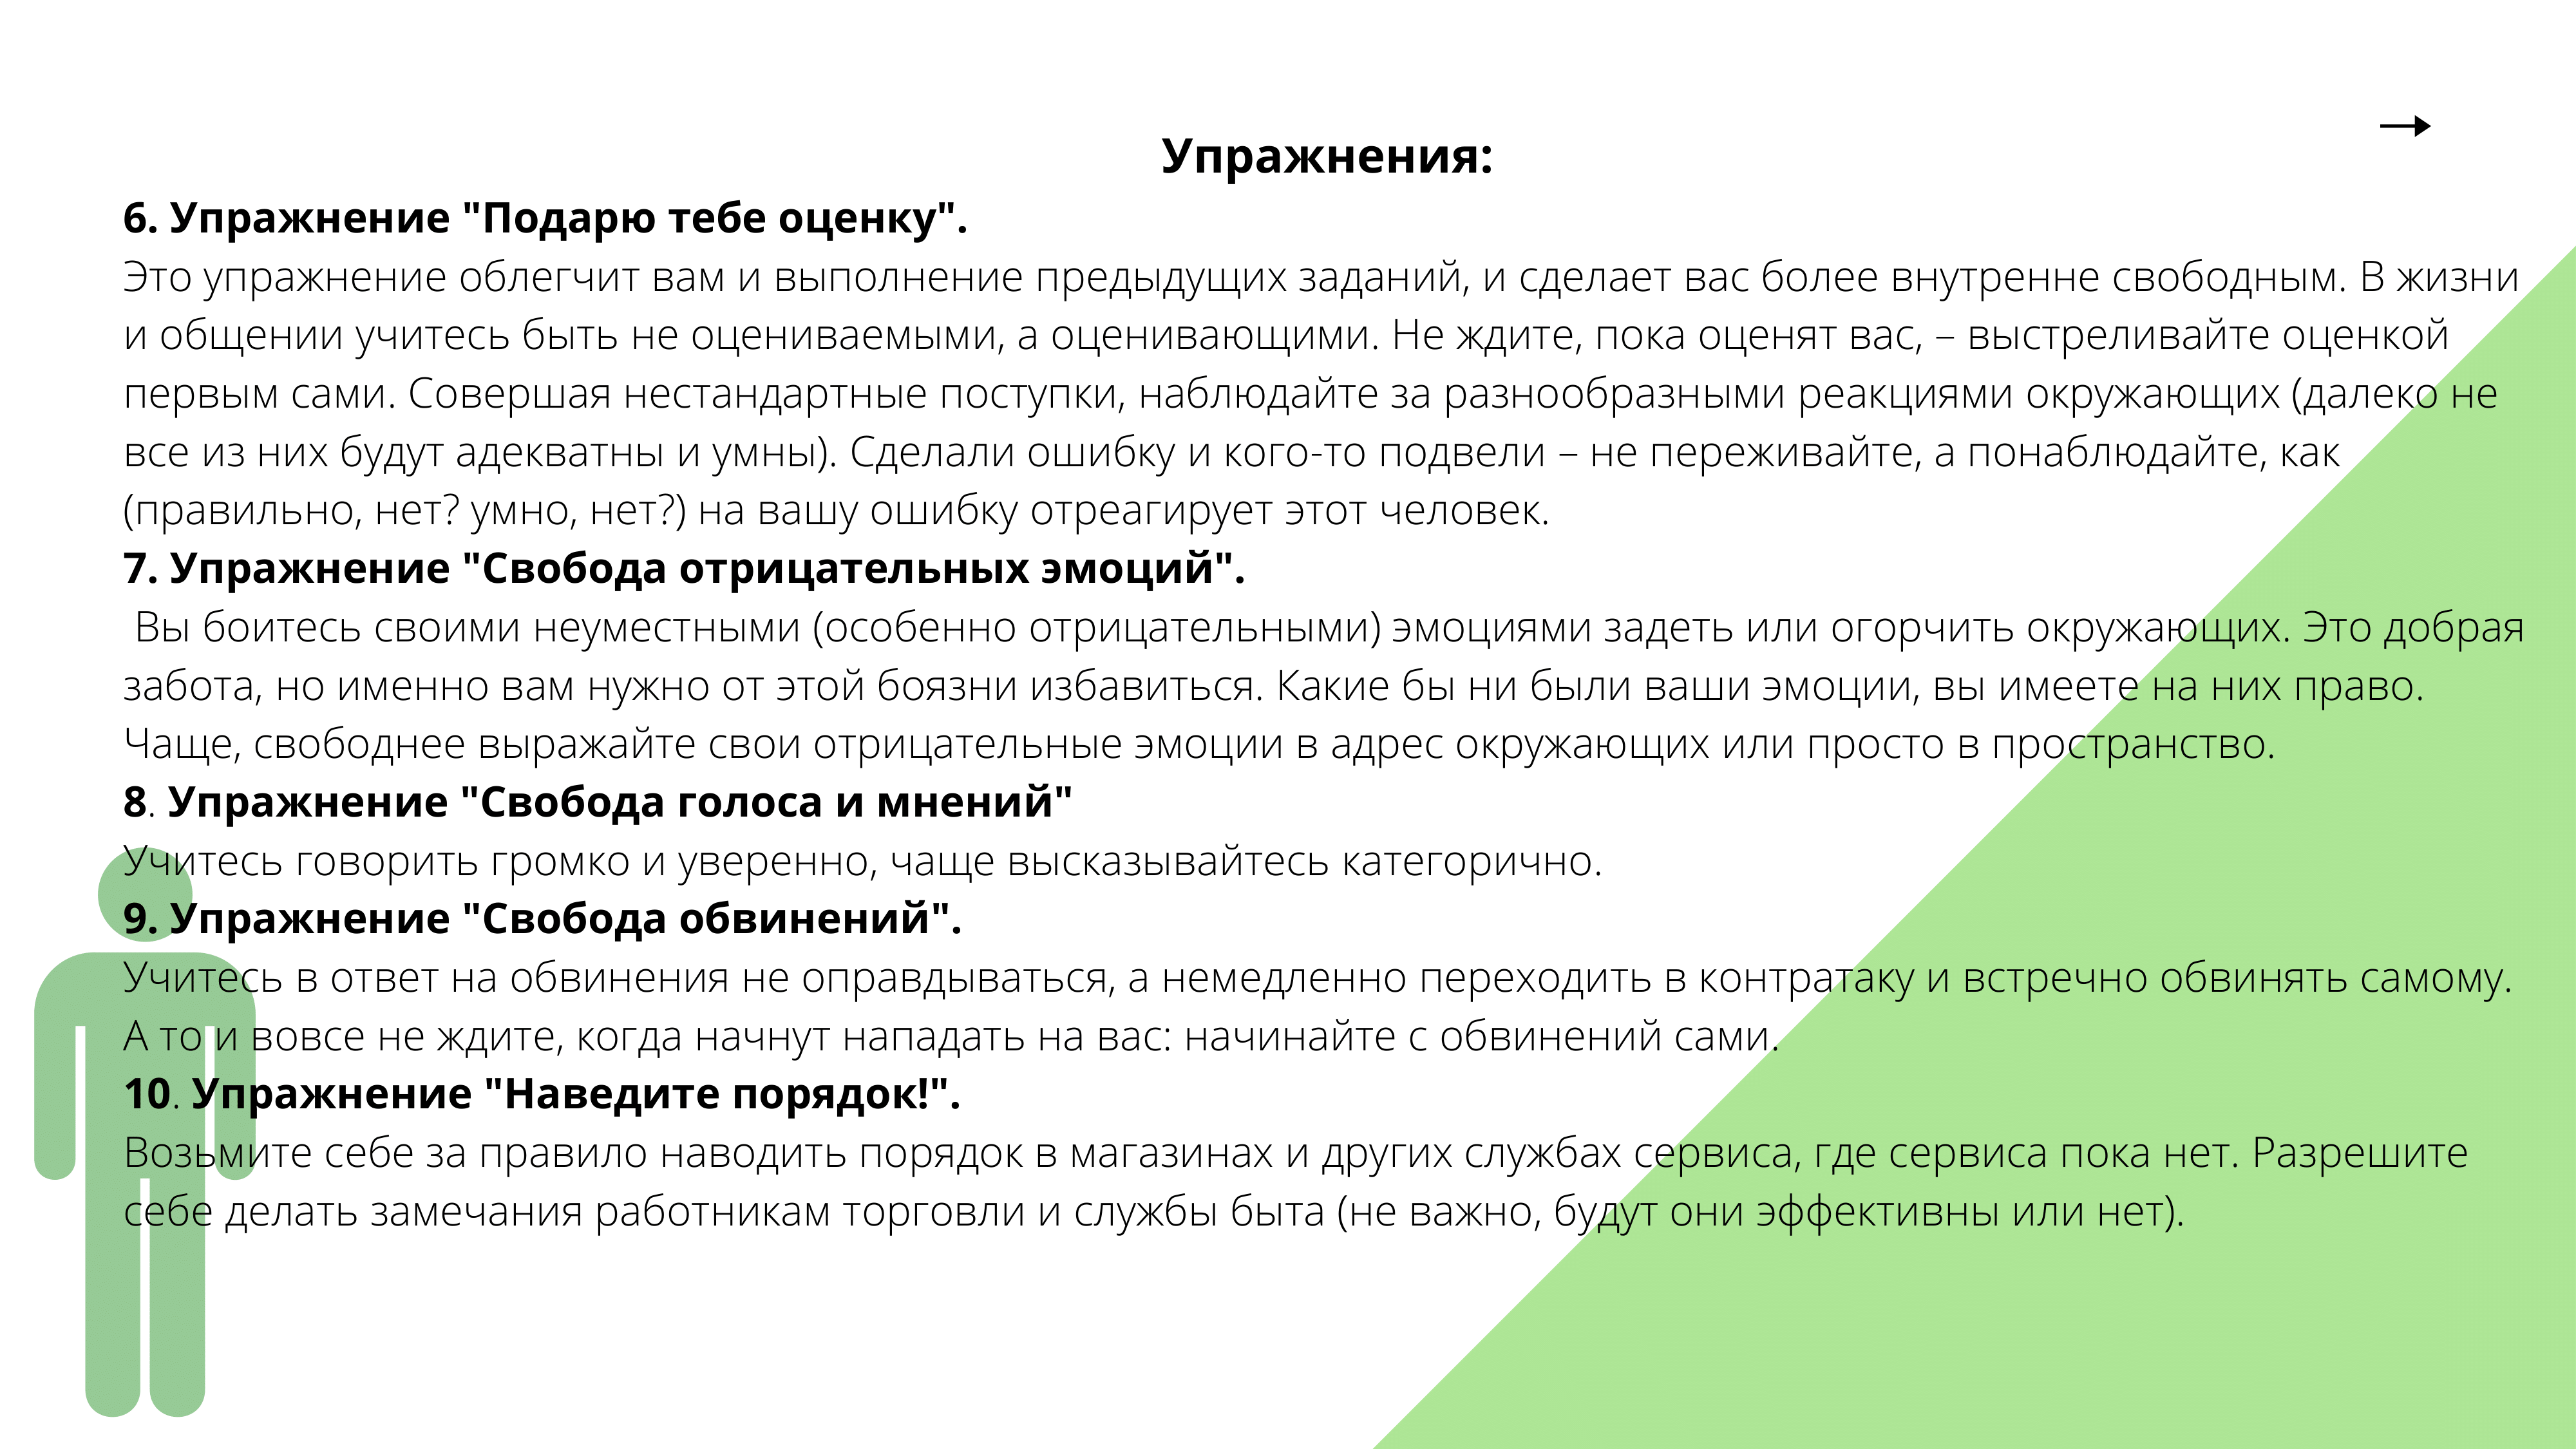 Упражнения:
6. Упражнение "Подарю тебе оценку".
Это упражнение облегчит вам и выполнение предыдущих заданий, и сделает вас более внутренне свободным. В жизни
и общении учитесь быть не оцениваемыми, а оценивающими. Не ждите, пока оценят вас, – выстреливайте оценкой
первым сами. Совершая нестандартные поступки, наблюдайте за разнообразными реакциями окружающих (далеко не
все из них будут адекватны и умны). Сделали ошибку и кого-то подвели – не переживайте, а понаблюдайте, как
(правильно, нет? умно, нет?) на вашу ошибку отреагирует этот человек.
7. Упражнение "Свобода отрицательных эмоций".
Вы боитесь своими неуместными (особенно отрицательными) эмоциями задеть или огорчить окружающих. Это добрая
забота, но именно вам нужно от этой боязни избавиться. Какие бы ни были ваши эмоции, вы имеете на них право.
Чаще, свободнее выражайте свои отрицательные эмоции в адрес окружающих или просто в пространство.
8. Упражнение "Свобода голоса и мнений"
Учитесь говорить громко и уверенно, чаще высказывайтесь категорично.
9. Упражнение "Свобода обвинений".
Учитесь в ответ на обвинения не оправдываться, а немедленно переходить в контратаку и встречно обвинять самому.
А то и вовсе не ждите, когда начнут нападать на вас: начинайте с обвинений сами.
10. Упражнение "Наведите порядок!".
Возьмите себе за правило наводить порядок в магазинах и других службах сервиса, где сервиса пока нет. Разрешите
себе делать замечания работникам торговли и службы быта (не важно, будут они эффективны или нет).